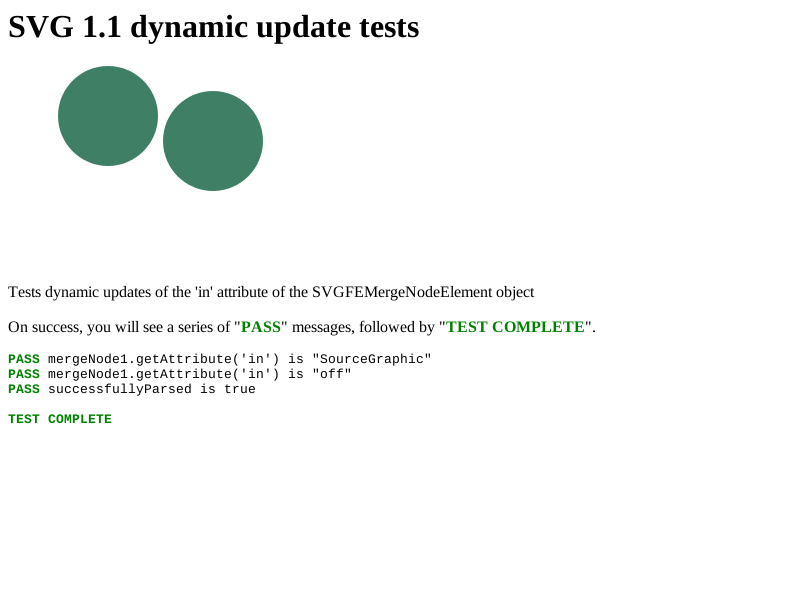 SVG 1.1 dynamic update tests
Tests dynamic updates of the 'in' attribute of the SVGFEMergeNodeElement object
On success, you will see a series of "PASS" messages, followed by "TEST COMPLETE".
PASS mergeNode1.getAttribute('in') is "SourceGraphic"
PASS mergeNode1.getAttribute('in') is "off"
PASS successfullyParsed is true
TEST COMPLETE